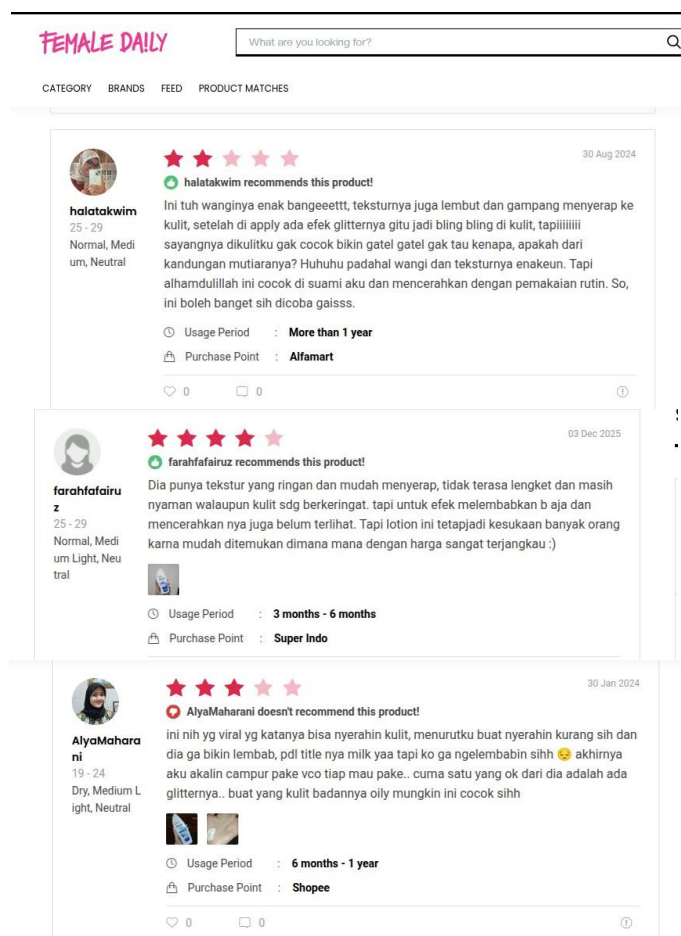 FEMALE DA!LY
What are you looking for?
CATEGORY BRANDS FEED PRODUCT MATCHES
30 Aug 2024
halatakwim recommends this product!
halatakwim
25 - 29
Normal, Medi
um, Neutral
Ini tuh wanginya enak bangeeettt, teksturnya juga lembut dan gampang menyerap ke
kulit, setelah di apply ada efek glitternya gitu jadi bling bling di kulit, tapiiiiiiii
sayangnya dikulitku gak cocok bikin gatel gatel gak tau kenapa, apakah dari
kandungan mutiaranya? Huhuhu padahal wangi dan teksturnya enakeun. Tapi
alhamdulillah ini cocok di suami aku dan mencerahkan dengan pemakaian rutin. So,
ini boleh banget sih dicoba gaisss.
Usage Period : More than 1 year
Purchase Point : Alfamart
0 0
03 Dec 2025
farahfafairuz recommends this product!
farahfafairu
z
25 - 29
Normal, Medi
um Light, Neu
tral
Dia punya tekstur yang ringan dan mudah menyerap, tidak terasa lengket dan masih
nyaman walaupun kulit sdg berkeringat. tapi untuk efek melembabkan b aja dan
mencerahkan nya juga belum terlihat. Tapi lotion ini tetapjadi kesukaan banyak orang
karna mudah ditemukan dimana mana dengan harga sangat terjangkau :)
Usage Period : 3 months - 6 months
Purchase Point : Super Indo
30 Jan 2024
AlyaMaharani doesn't recommend this product!
AlyaMahara
ni
19 - 24
Dry, Medium L
ight, Neutral
ini nih yg viral yg katanya bisa nyerahin kulit, menurutku buat nyerahin kurang sih dan
dia ga bikin lembab, pdl title nya milk yaa tapi ko ga ngelembabin sihh 😔 akhirnya
aku akalin campur pake vco tiap mau pake.. cuma satu yang ok dari dia adalah ada
glitternya.. buat yang kulit badannya oily mungkin ini cocok sihh
Usage Period : 6 months - 1 year
Purchase Point : Shopee
0 0